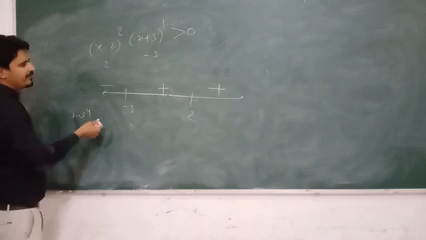 (x-2)² (x+3)¹ > 0
2 -3
- + +
-3 2